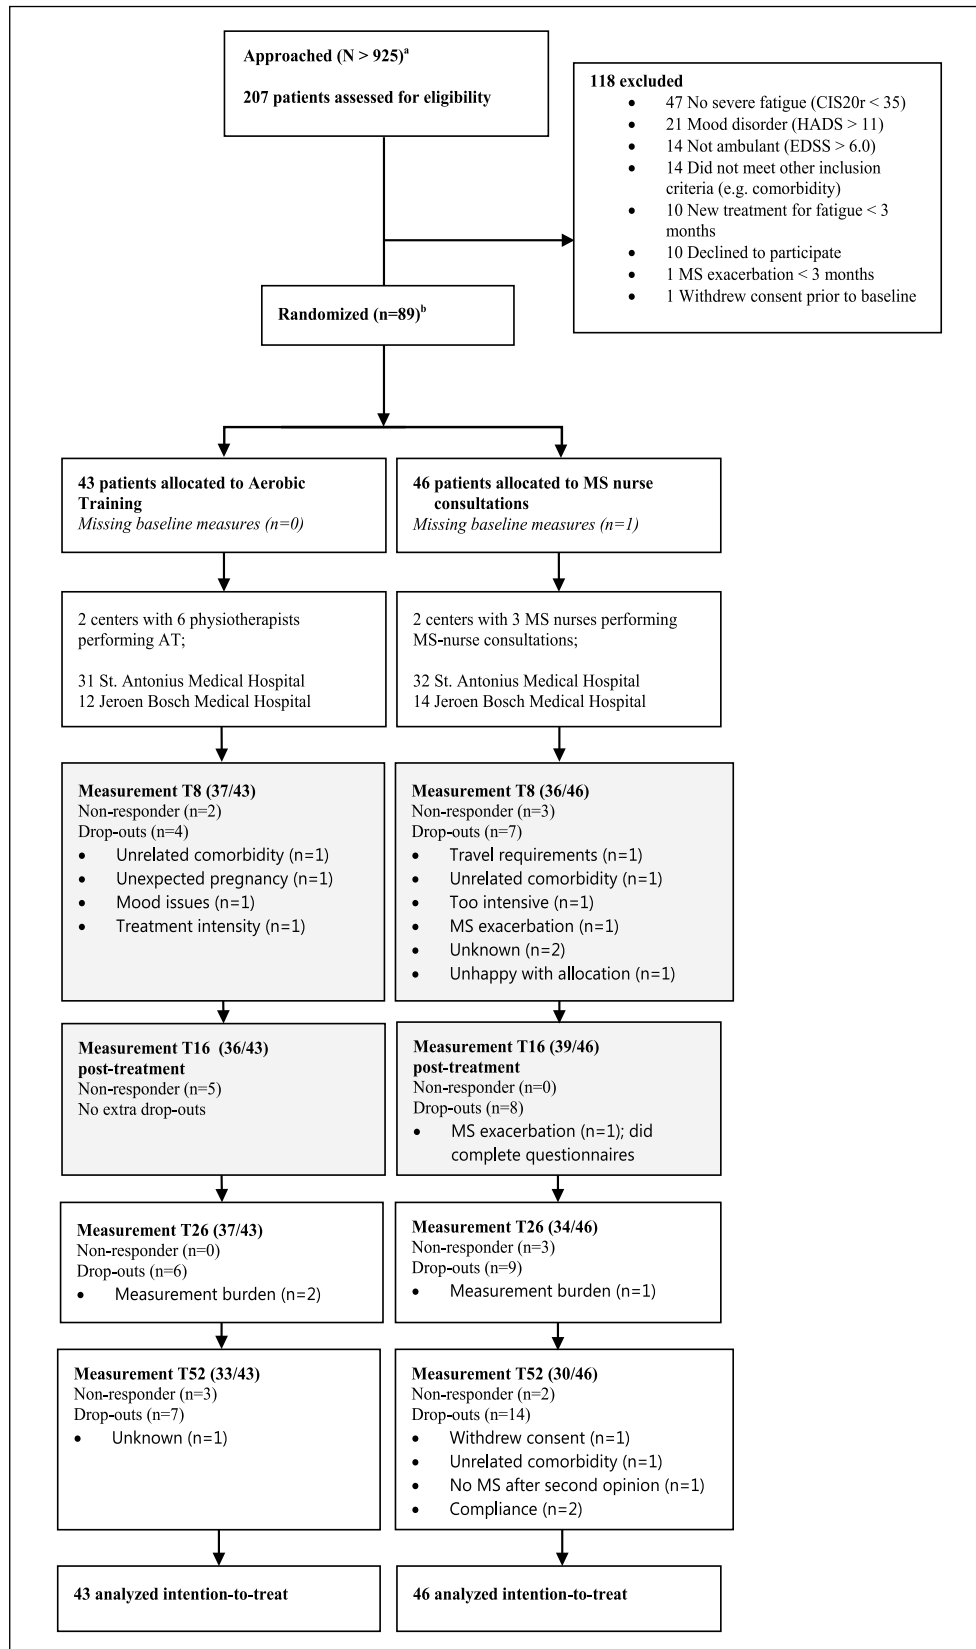 Approached (N > 925)ᵃ
207 patients assessed for eligibility
118 excluded
• 47 No severe fatigue (CIS20r < 35)
• 21 Mood disorder (HADS > 11)
• 14 Not ambulant (EDSS > 6.0)
• 14 Did not meet other inclusion
criteria (e.g. comorbidity)
• 10 New treatment for fatigue < 3
months
• 10 Declined to participate
• 1 MS exacerbation < 3 months
• 1 Withdrew consent prior to baseline
Randomized (n=89)ᵇ
43 patients allocated to Aerobic
Training
Missing baseline measures (n=0)
46 patients allocated to MS nurse
consultations
Missing baseline measures (n=1)
2 centers with 6 physiotherapists
performing AT;
31 St. Antonius Medical Hospital
12 Jeroen Bosch Medical Hospital
2 centers with 3 MS nurses performing
MS-nurse consultations;
32 St. Antonius Medical Hospital
14 Jeroen Bosch Medical Hospital
Measurement T8 (37/43)
Non-responder (n=2)
Drop-outs (n=4)
• Unrelated comorbidity (n=1)
• Unexpected pregnancy (n=1)
• Mood issues (n=1)
• Treatment intensity (n=1)
Measurement T8 (36/46)
Non-responder (n=3)
Drop-outs (n=7)
• Travel requirements (n=1)
• Unrelated comorbidity (n=1)
• Too intensive (n=1)
• MS exacerbation (n=1)
• Unknown (n=2)
• Unhappy with allocation (n=1)
Measurement T16 (36/43)
post-treatment
Non-responder (n=5)
No extra drop-outs
Measurement T16 (39/46)
post-treatment
Non-responder (n=0)
Drop-outs (n=8)
• MS exacerbation (n=1); did
complete questionnaires
Measurement T26 (37/43)
Non-responder (n=0)
Drop-outs (n=6)
• Measurement burden (n=2)
Measurement T26 (34/46)
Non-responder (n=3)
Drop-outs (n=9)
• Measurement burden (n=1)
Measurement T52 (33/43)
Non-responder (n=3)
Drop-outs (n=7)
• Unknown (n=1)
Measurement T52 (30/46)
Non-responder (n=2)
Drop-outs (n=14)
• Withdrew consent (n=1)
• Unrelated comorbidity (n=1)
• No MS after second opinion (n=1)
• Compliance (n=2)
43 analyzed intention-to-treat
46 analyzed intention-to-treat